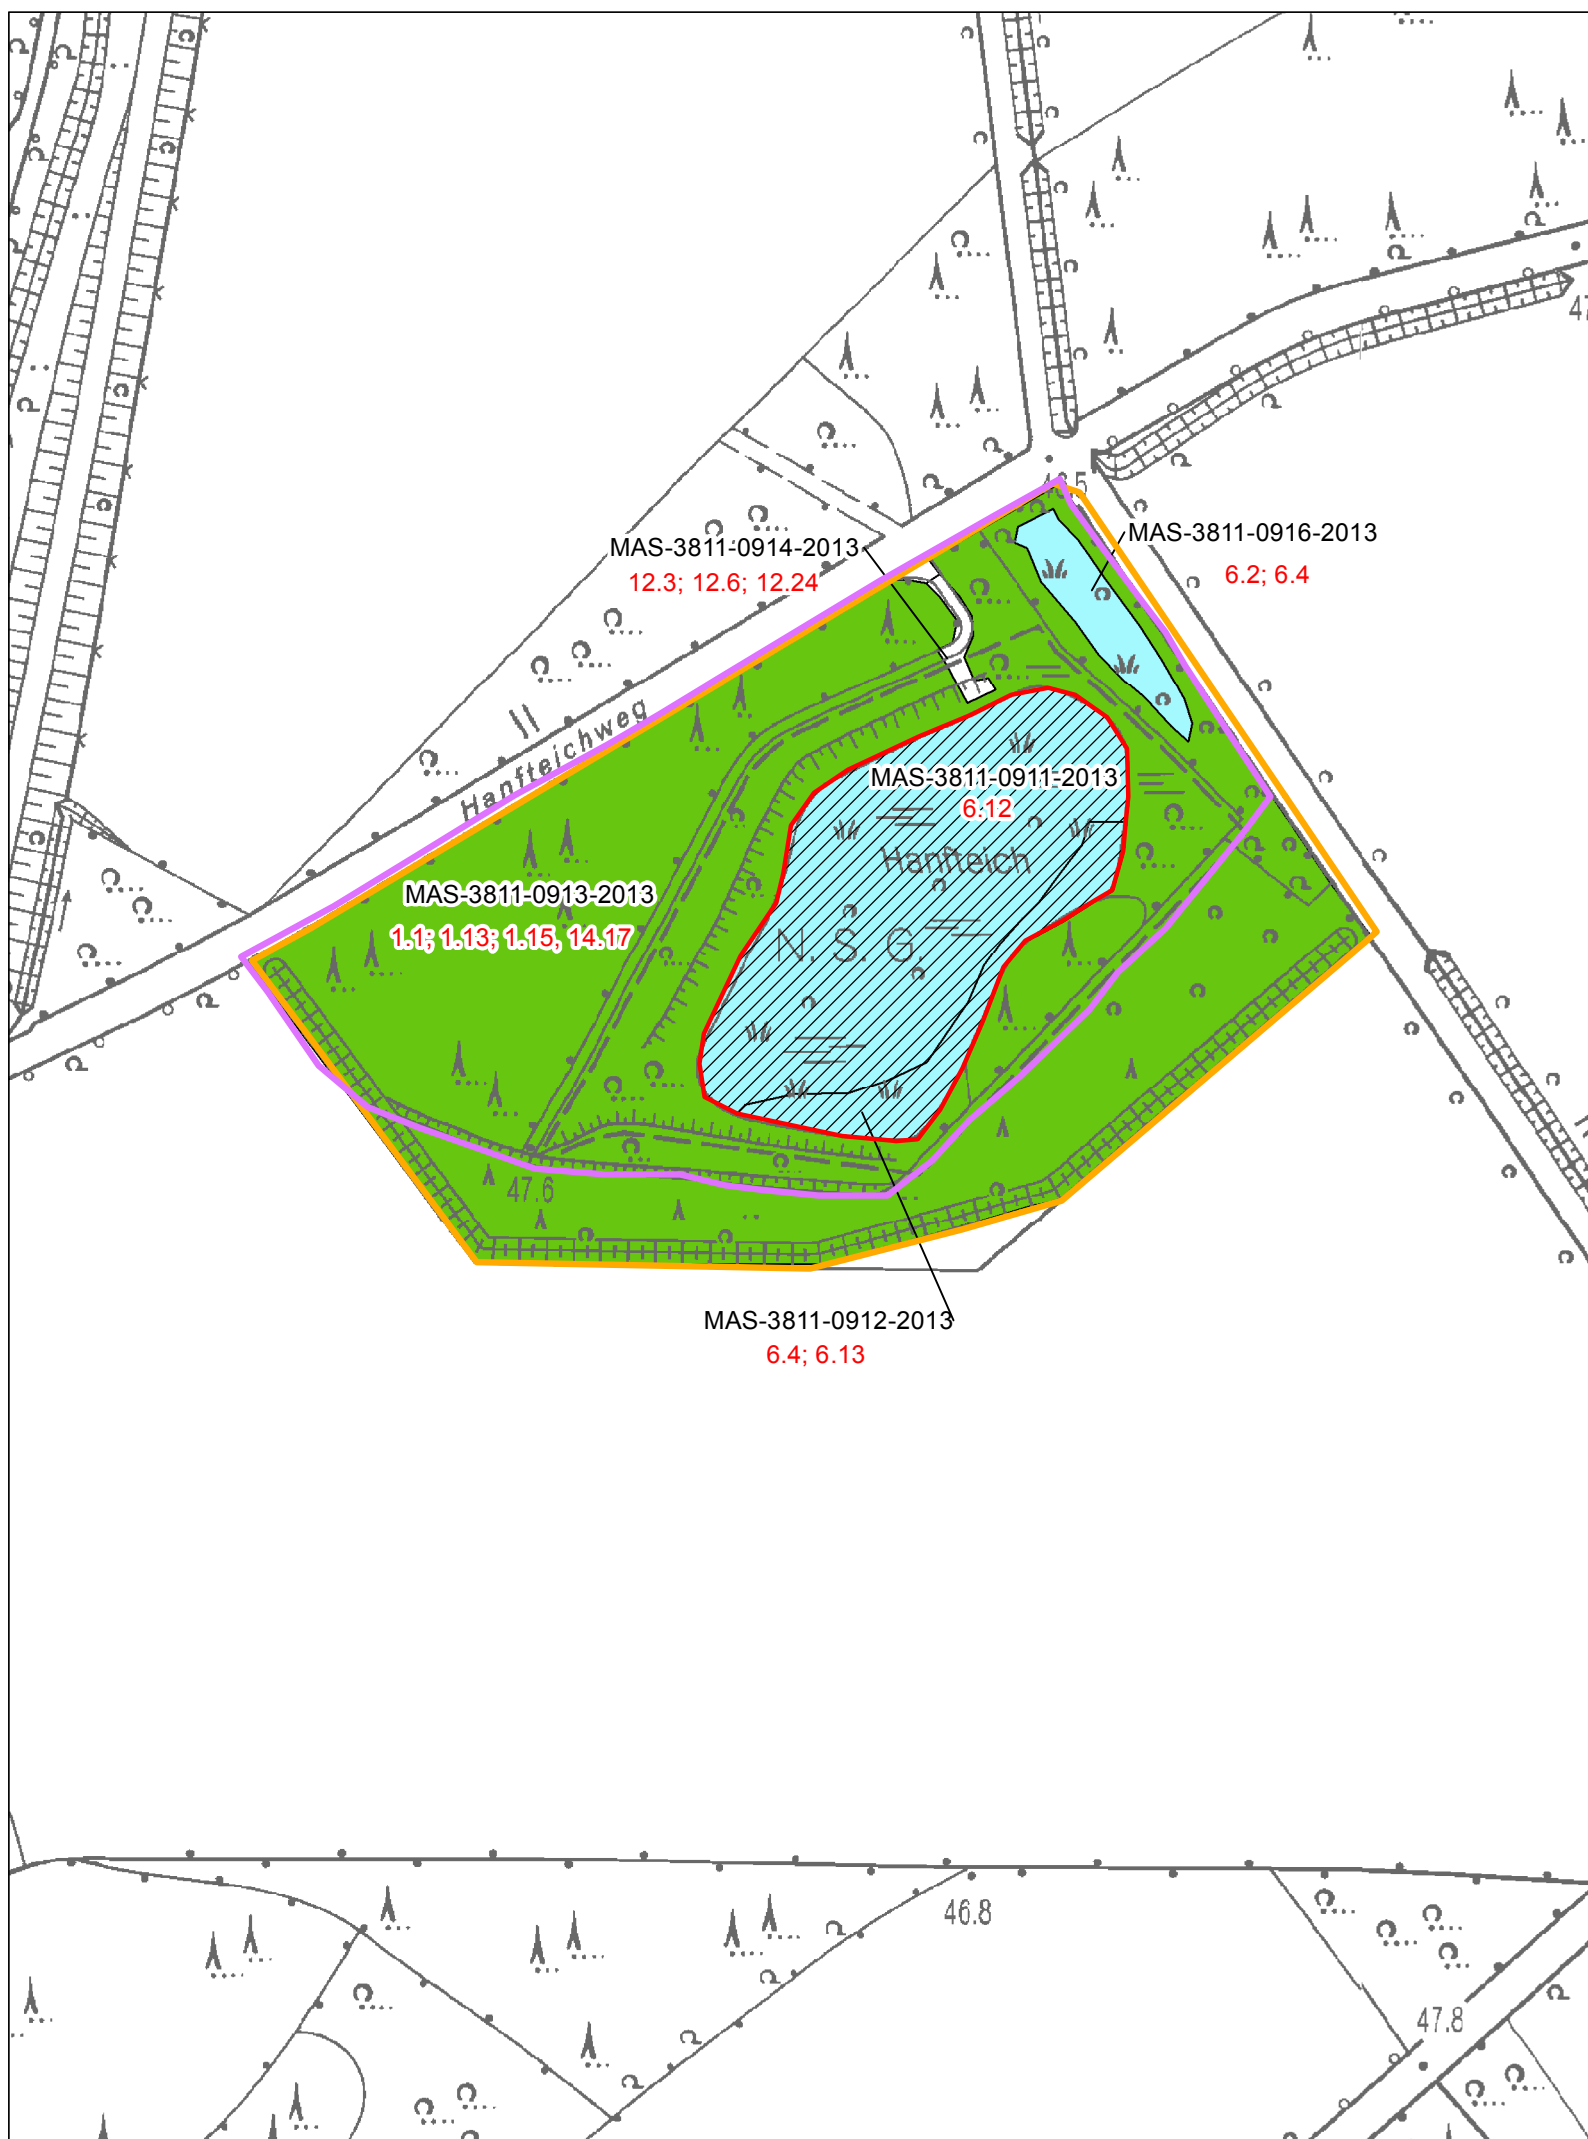 MAS-3811-0914-2013
12.3; 12.6; 12.24
MAS-3811-0916-2013
6.2; 6.4
Hanfteichweg
MAS-3811-0911-2013
6.12
Hanfteich
MAS-3811-0913-2013
1.1; 1.13; 1.15, 14.17
N. S. G.
47.6
MAS-3811-0912-2013
6.4; 6.13
46.8
47.8